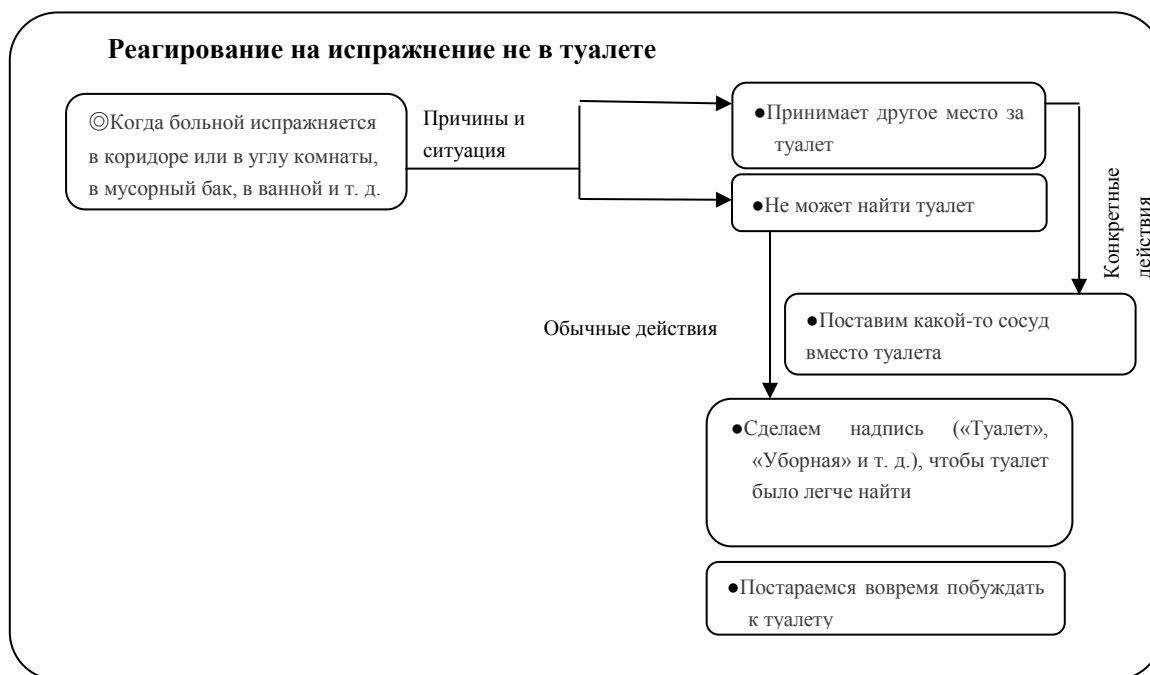 Реагирование на испражнение не в туалете
◎Когда больной испражняется
в коридоре или в углу комнаты,
в мусорный бак, в ванной и т. д.
Причины и
ситуация
●Принимает другое место за
туалет
●Не может найти туалет
Конкретные
действия
Обычные действия
●Поставим какой-то сосуд
вместо туалета
●Сделаем надпись («Туалет»,
«Уборная» и т. д.), чтобы туалет
было легче найти
●Постараемся вовремя побуждать
к туалету